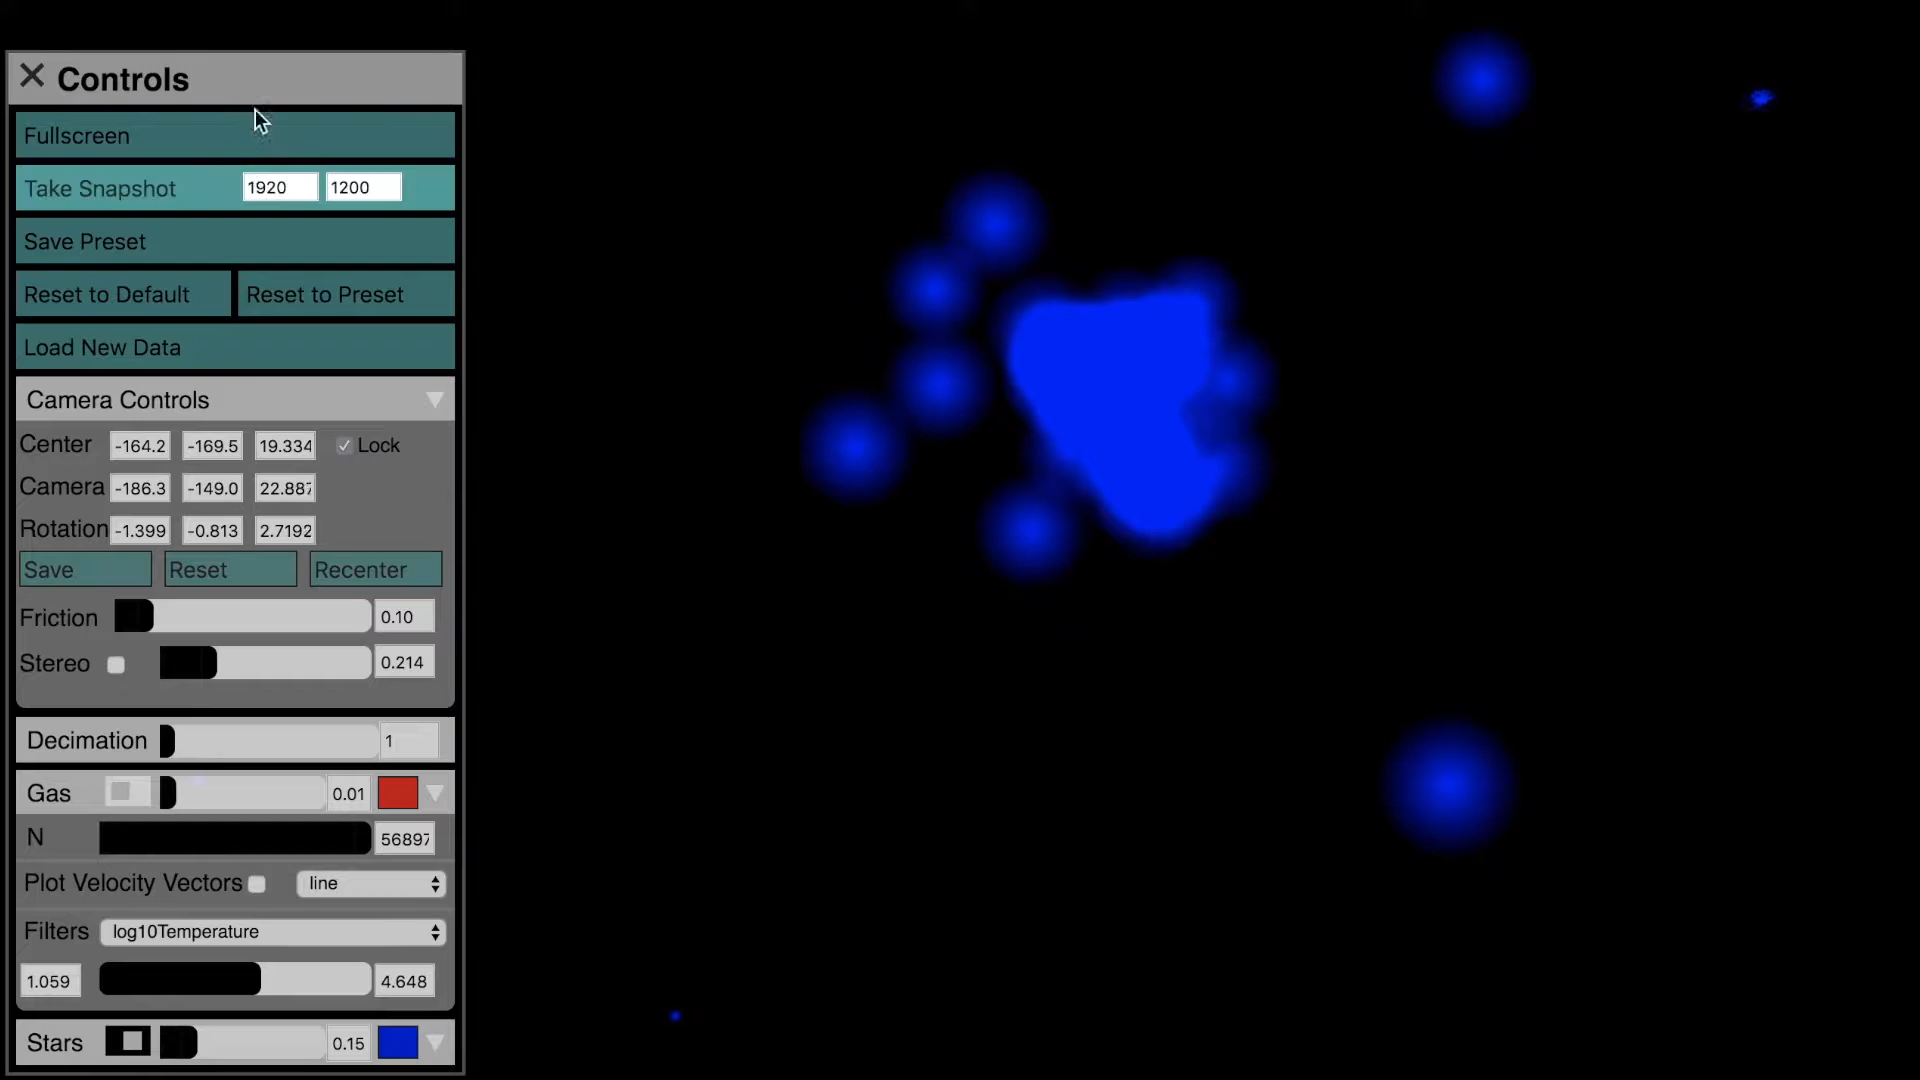 Controls
Fullscreen
Take Snapshot 1920 1200
Save Preset
Reset to Default Reset to Preset
Load New Data
Camera Controls
Center -164.2 -169.5 19.334 Lock
Camera -186.3 -149.0 22.887
Rotation -1.399 -0.813 2.7192
Save Reset Recenter
Friction 0.10
Stereo 0.214
Decimation 1
Gas 0.01
N 56897
Plot Velocity Vectors line
Filters log10Temperature
1.059 4.648
Stars 0.15